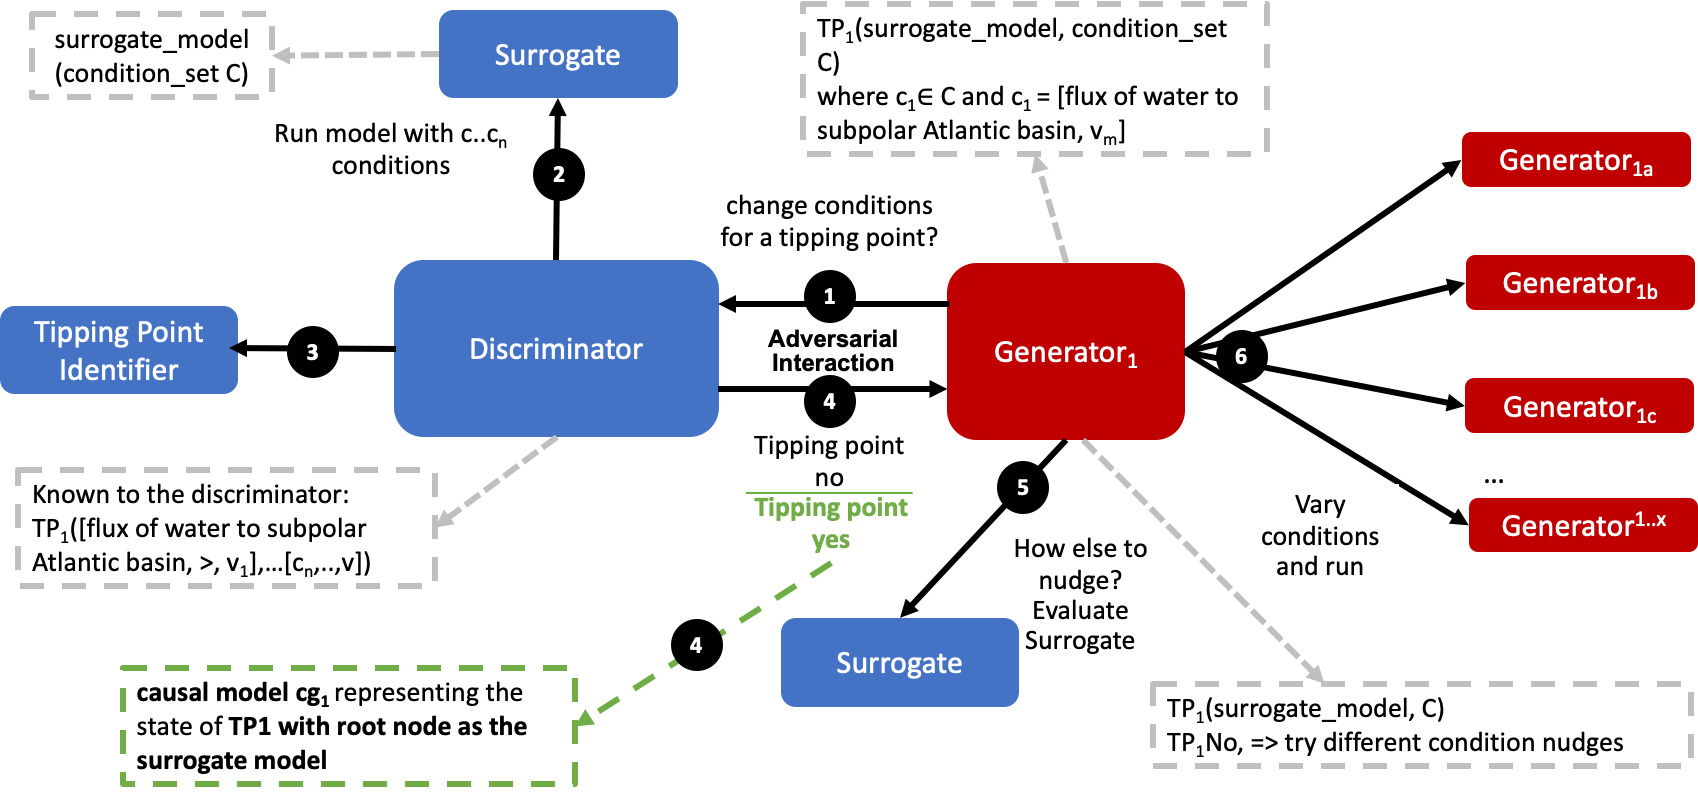 surrogate_model
(condition_set C)
Surrogate
TP1(surrogate_model, condition_set
C)
where c1∈ C and c1 = [flux of water to
subpolar Atlantic basin, vm]
Run model with c..cn
conditions
2
Generator1a
change conditions
for a tipping point?
Generator1b
1
Tipping Point
Identifier
3
Discriminator
Adversarial
Interaction
Generator1
6
4
Generator1c
Tipping point
no
Tipping point
yes
...
Generator1..x
Known to the discriminator:
TP1([flux of water to subpolar
Atlantic basin, >, v1],...[cn,..,v])
5
How else to
nudge?
Evaluate
Surrogate
Vary
conditions
and run
4
Surrogate
causal model cg1 representing the
state of TP1 with root node as the
surrogate model
TP1(surrogate_model, C)
TP1No, => try different condition nudges